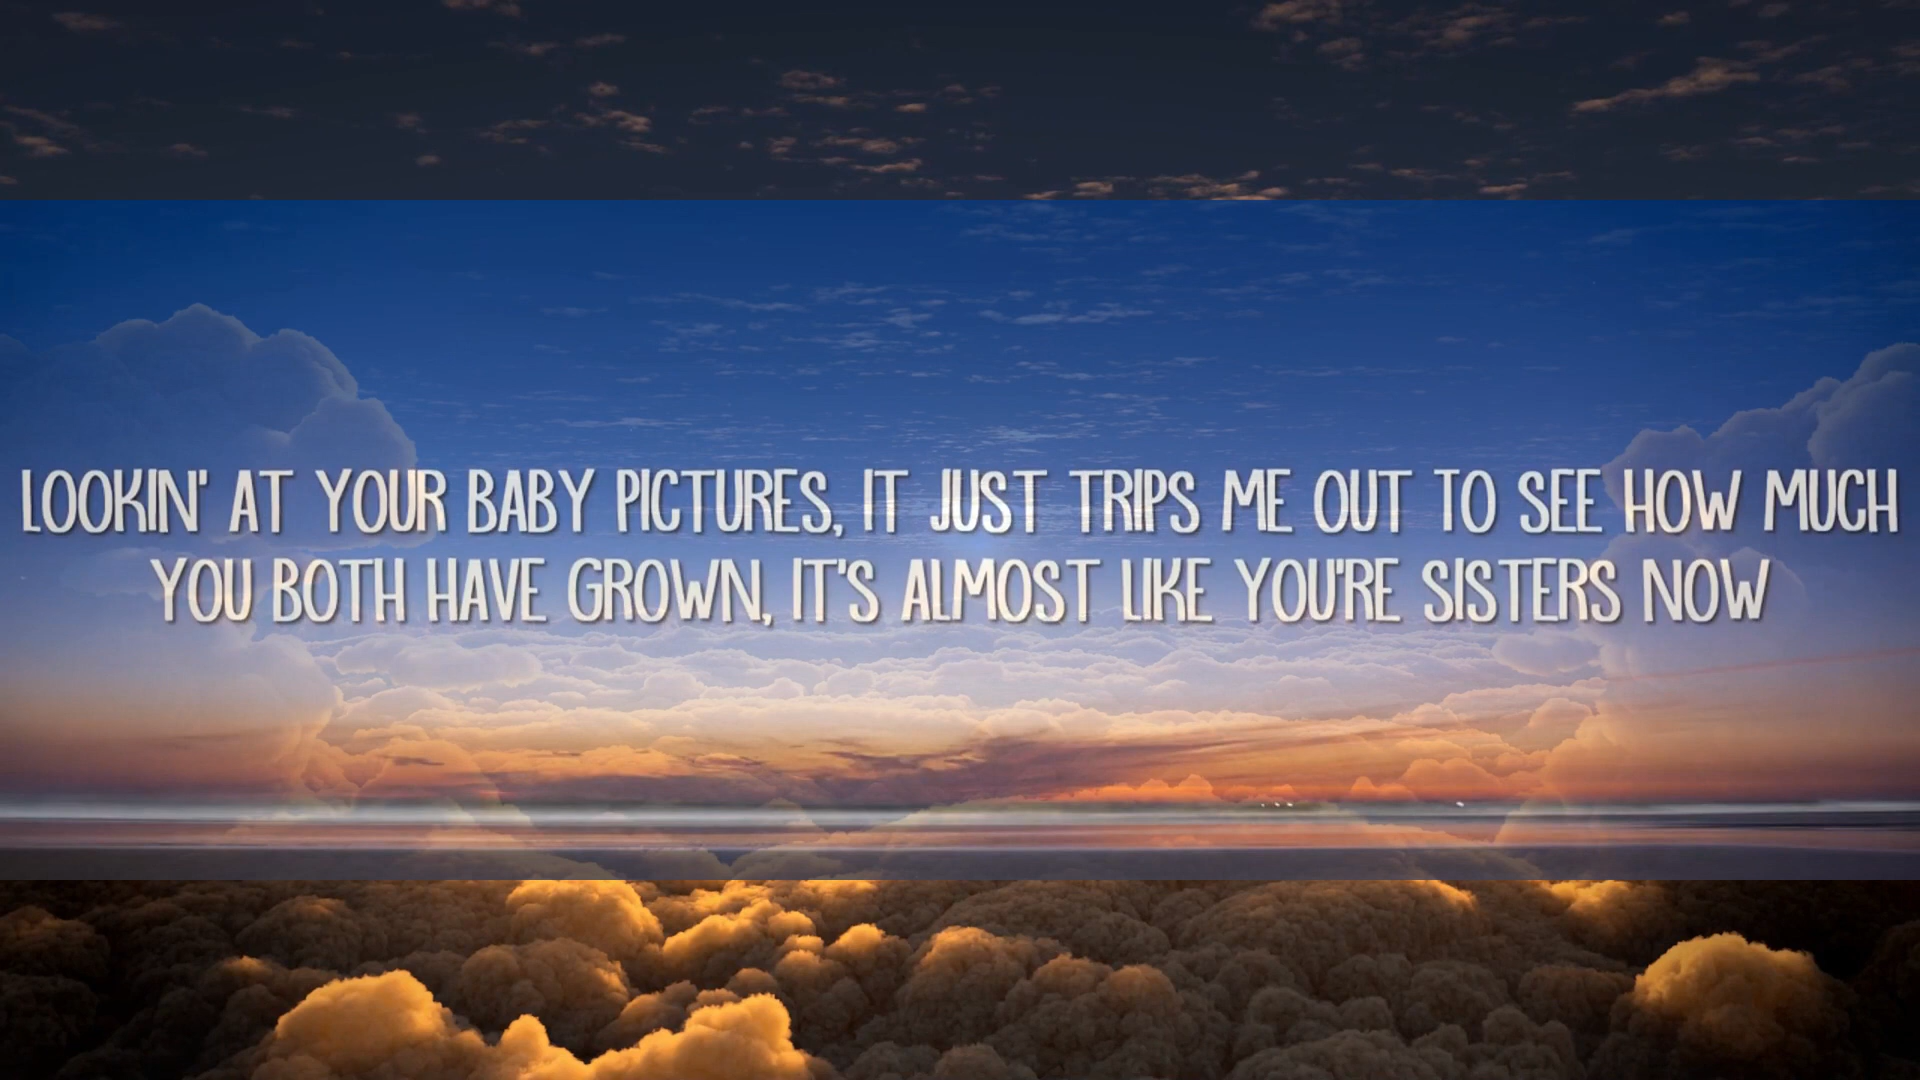 LOOKIN' AT YOUR BABY PICTURES, IT JUST TRIPS ME OUT TO SEE HOW MUCH
YOU BOTH HAVE GROWN, IT'S ALMOST LIKE YOU'RE SISTERS NOW